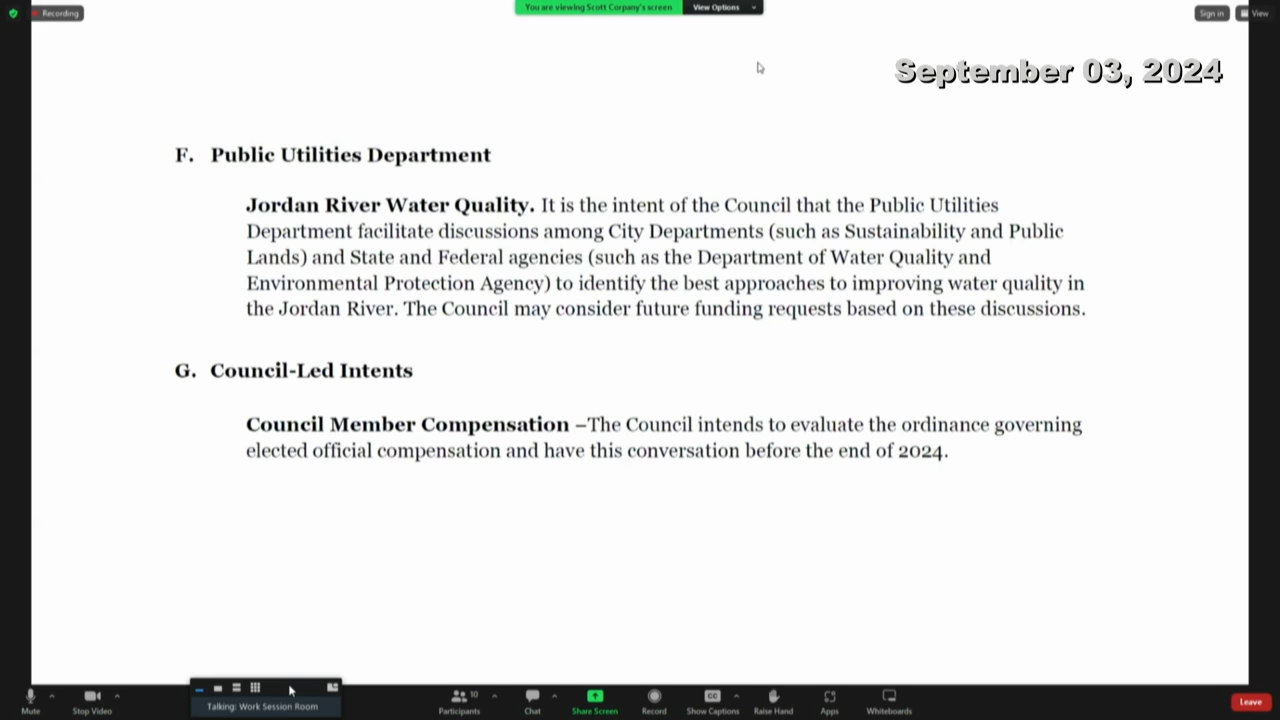 Recording
You are viewing Scott Corpany's screen
View Options
Sign in
View
September 03, 2024
F. Public Utilities Department
Jordan River Water Quality. It is the intent of the Council that the Public Utilities
Department facilitate discussions among City Departments (such as Sustainability and Public
Lands) and State and Federal agencies (such as the Department of Water Quality and
Environmental Protection Agency) to identify the best approaches to improving water quality in
the Jordan River. The Council may consider future funding requests based on these discussions.
G. Council-Led Intents
Council Member Compensation –The Council intends to evaluate the ordinance governing
elected official compensation and have this conversation before the end of 2024.
Talking: Work Session Room
Mute
Stop Video
10
Participants
Chat
Share Screen
Record
CC
Show Captions
Raise Hand
Apps
Whiteboards
Leave